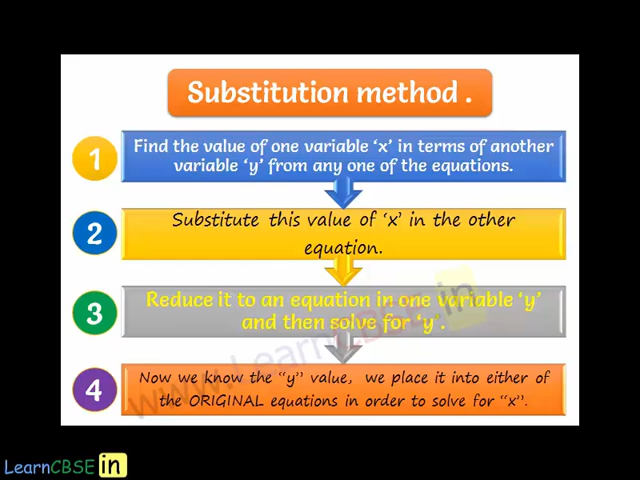 Substitution method .
1
Find the value of one variable ‘x’ in terms of another
variable ‘y’ from any one of the equations.
2
Substitute this value of ‘x’ in the other
equation.
3
Reduce it to an equation in one variable ‘y’
and then solve for ‘y’.
4
Now we know the “y” value, we place it into either of
the ORIGINAL equations in order to solve for “x”.
www.LearnCBSE.in
LearnCBSE in